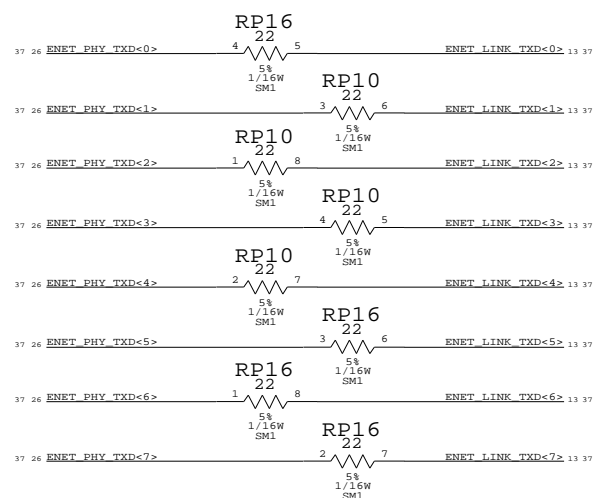 RP16
22
37 26 ENET_PHY_TXD<0> 4 5 ENET_LINK_TXD<0> 13 37
5%
1/16W
SM1
RP10
22
37 26 ENET_PHY_TXD<1> 3 6 ENET_LINK_TXD<1> 13 37
5%
1/16W
SM1
RP10
22
37 26 ENET_PHY_TXD<2> 1 8 ENET_LINK_TXD<2> 13 37
5%
1/16W
SM1
RP10
22
37 26 ENET_PHY_TXD<3> 4 5 ENET_LINK_TXD<3> 13 37
5%
1/16W
SM1
RP10
22
37 26 ENET_PHY_TXD<4> 2 7 ENET_LINK_TXD<4> 13 37
5%
1/16W
SM1
RP16
22
37 26 ENET_PHY_TXD<5> 3 6 ENET_LINK_TXD<5> 13 37
5%
1/16W
SM1
RP16
22
37 26 ENET_PHY_TXD<6> 1 8 ENET_LINK_TXD<6> 13 37
5%
1/16W
SM1
RP16
22
37 26 ENET_PHY_TXD<7> 2 7 ENET_LINK_TXD<7> 13 37
5%
1/16W
SM1